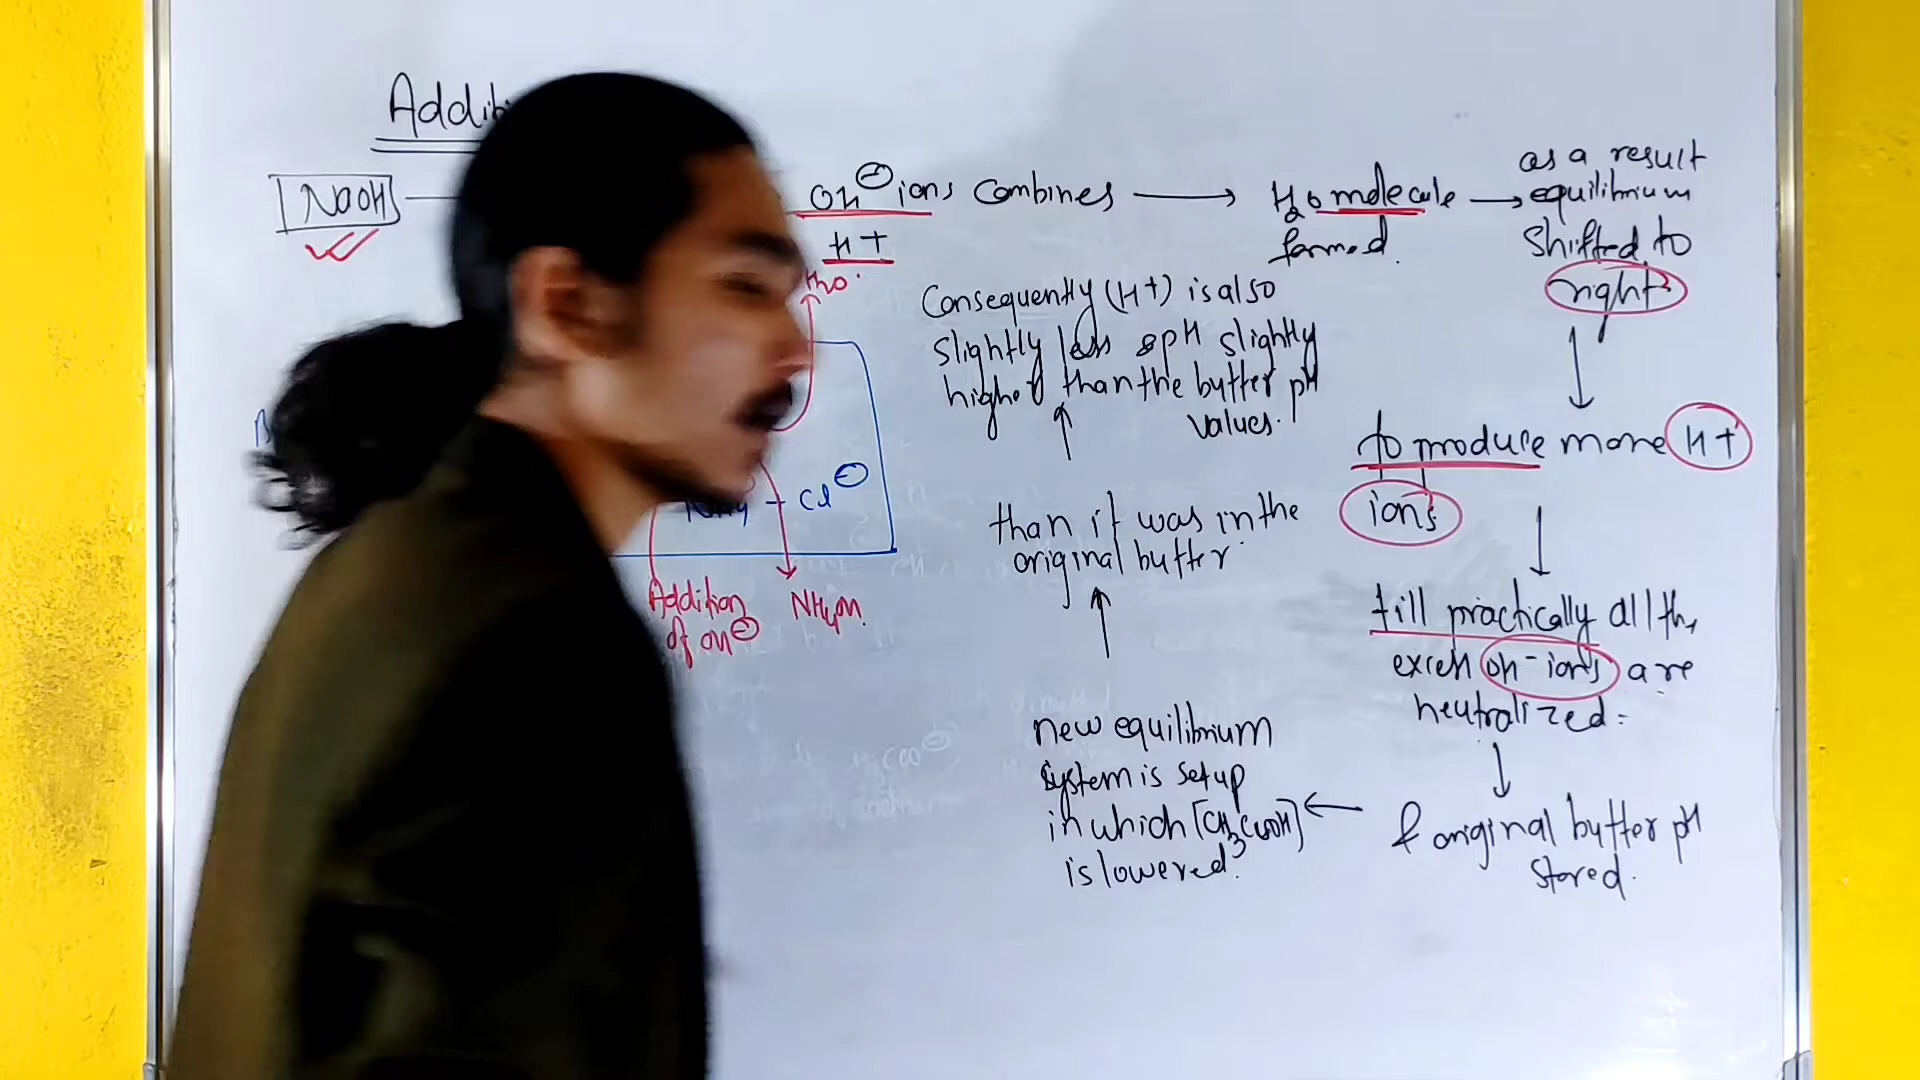 NaOH
OH⊖ ions Combines → H2O molecule formed. →
H+
as a result
equilibrium
Shifted to
right
to produce more H+
ions
till practically all the
excess OH- ions are
neutralized.
& original buffer pH
stored.
new equilibrium
system is setup
in which [CH3COOH]
is lowered.
than it was in the
original buffer.
Consequently (H+) is also
slightly less & pH slightly
higher than the buffer pH
values.
H2O.
+ Cl⊖
Addition
of OH⊖
NH4OH.